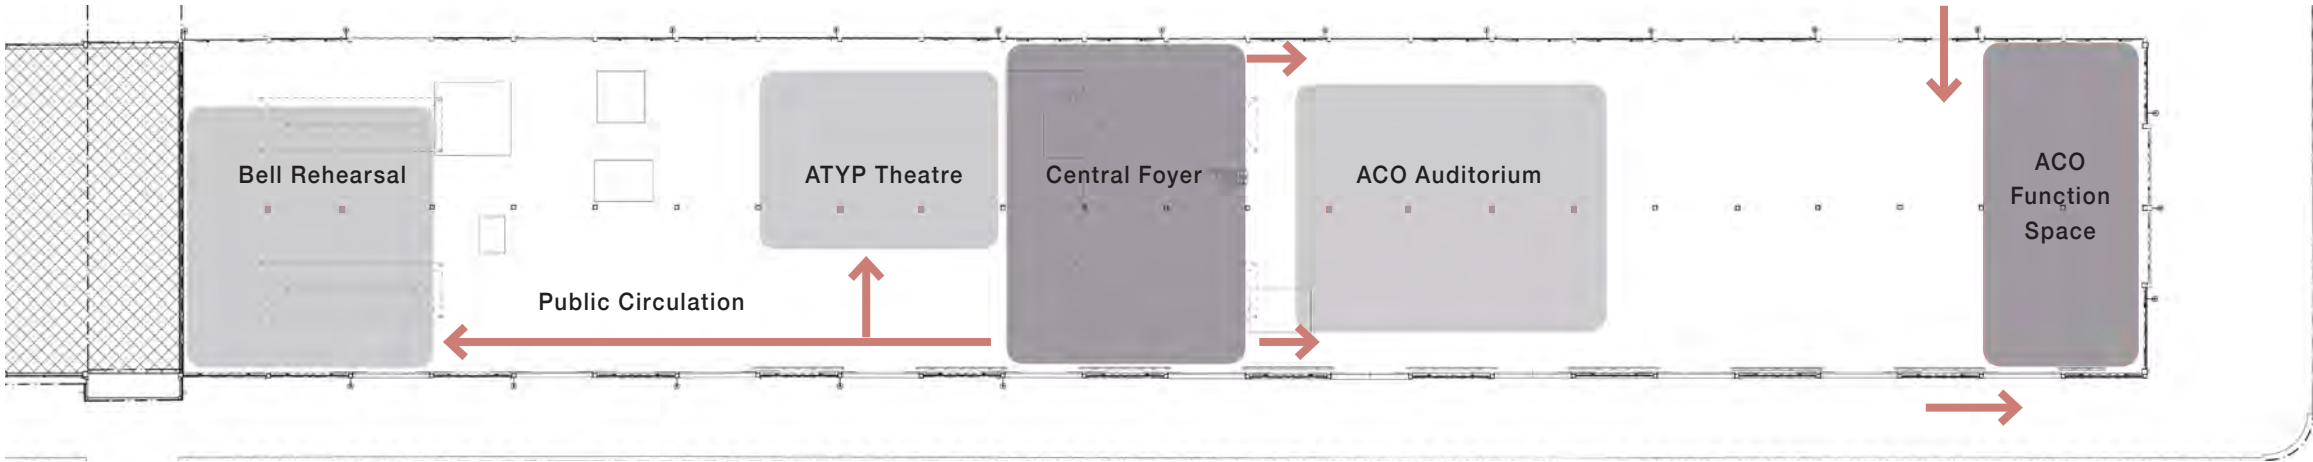 Bell Rehearsal
ATYP Theatre
Central Foyer
ACO Auditorium
ACO
Function
Space
Public Circulation